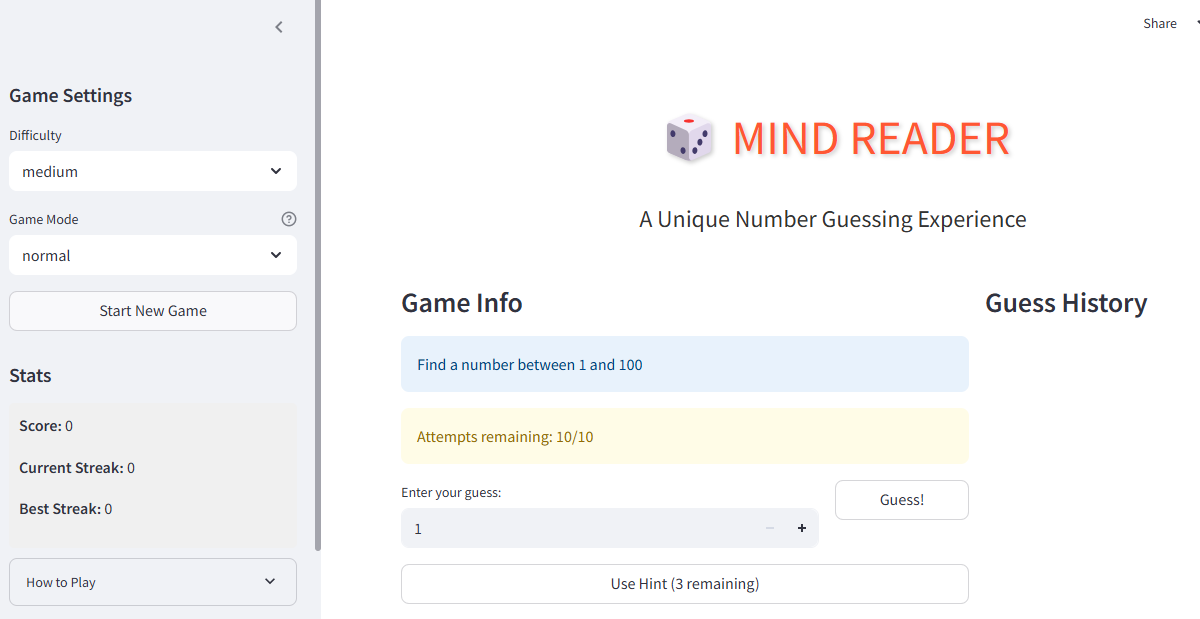 Game Settings
Difficulty
medium
Game Mode
normal
Start New Game
Stats
Score: 0
Current Streak: 0
Best Streak: 0
How to Play
Share
MIND READER
A Unique Number Guessing Experience
Game Info
Find a number between 1 and 100
Attempts remaining: 10/10
Enter your guess:
1
Guess!
Use Hint (3 remaining)
Guess History